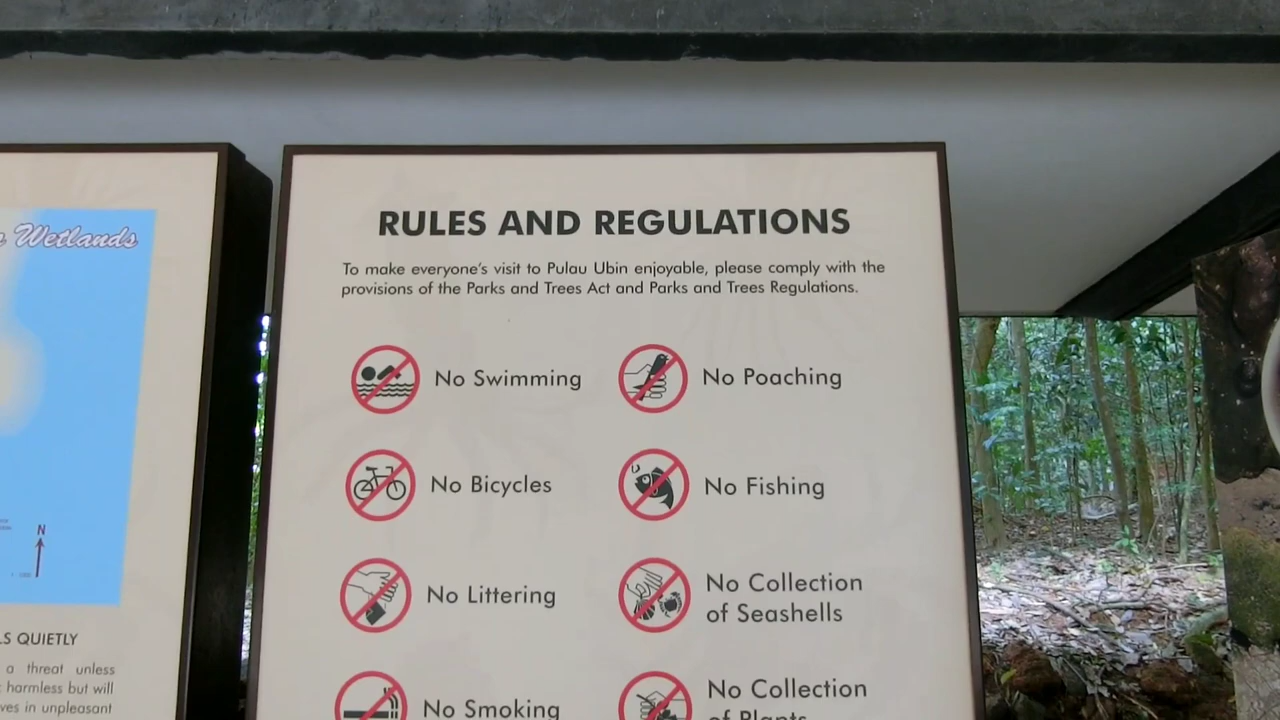 Wetlands
N
LS QUIETLY
a threat unless
harmless but will
ves in unpleasant
RULES AND REGULATIONS
To make everyone's visit to Pulau Ubin enjoyable, please comply with the
provisions of the Parks and Trees Act and Parks and Trees Regulations.
No Swimming
No Poaching
No Bicycles
No Fishing
No Littering
No Collection
of Seashells
No Smoking
No Collection
of Plants